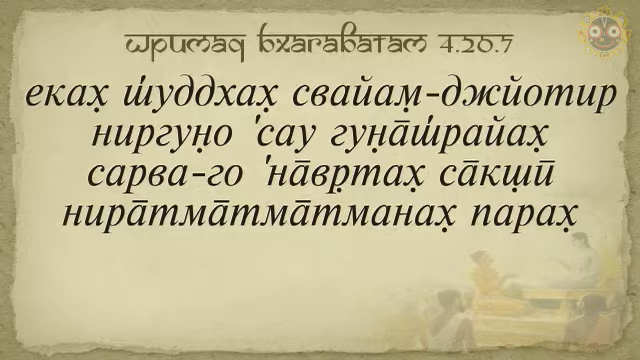 Шримад Бхагаватам 4.20.7
еках̣ ш́уддхах̣ свайам̣-джйотир
ниргун̣о 'сау гун̣а̄ш́райах̣
сарва-го 'на̄вр̣тах̣ са̄кшӣ
нира̄тма̄тма̄тманах̣ парах̣